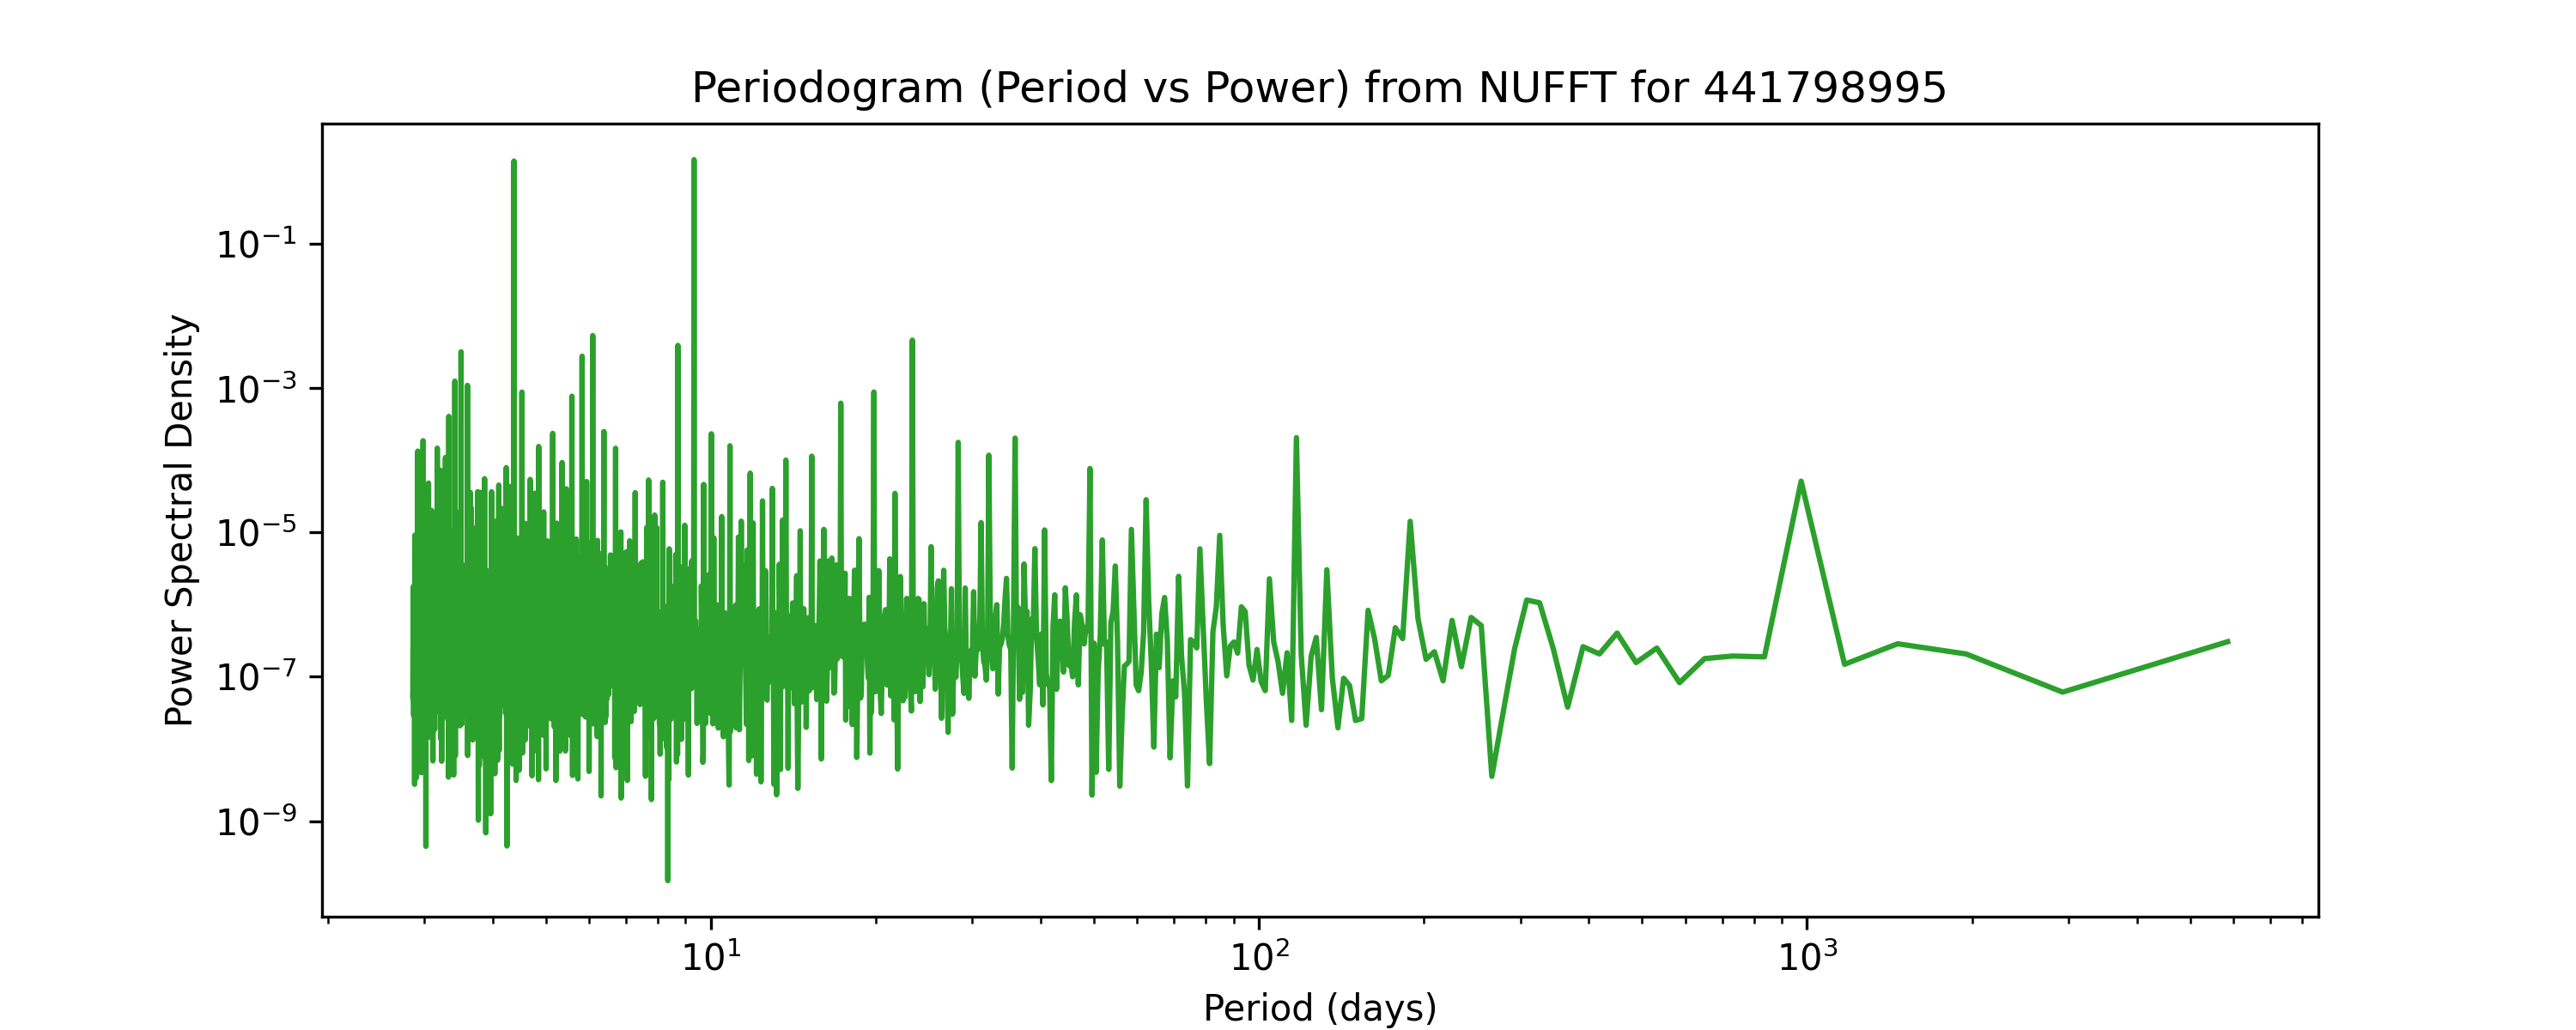 Periodogram (Period vs Power) from NUFFT for 441798995
Power Spectral Density
10⁻¹
10⁻³
10⁻⁵
10⁻⁷
10⁻⁹
10¹ 10² 10³
Period (days)